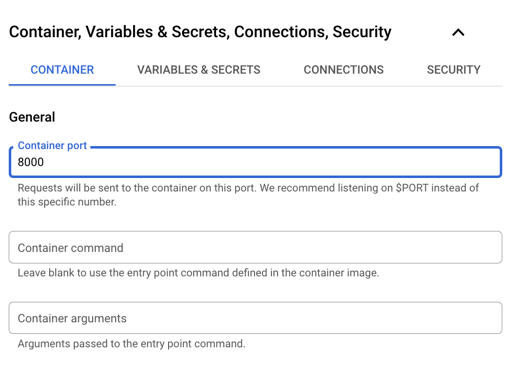 Container, Variables & Secrets, Connections, Security
CONTAINER
VARIABLES & SECRETS
CONNECTIONS
SECURITY
General
Container port
8000
Requests will be sent to the container on this port. We recommend listening on $PORT instead of
this specific number.
Container command
Leave blank to use the entry point command defined in the container image.
Container arguments
Arguments passed to the entry point command.